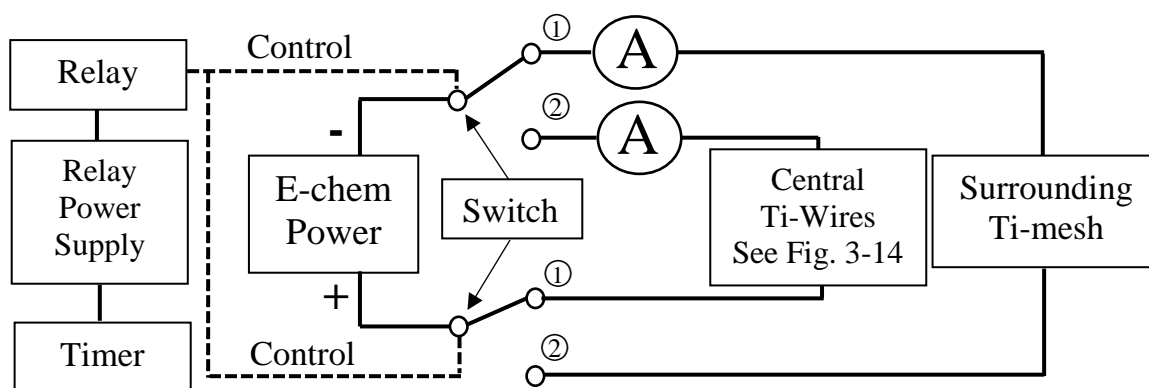 Relay
Relay
Power
Supply
Timer
Control
Control
-
E-chem
Power
+
Switch
①
A
②
A
①
②
Central
Ti-Wires
See Fig. 3-14
Surrounding
Ti-mesh